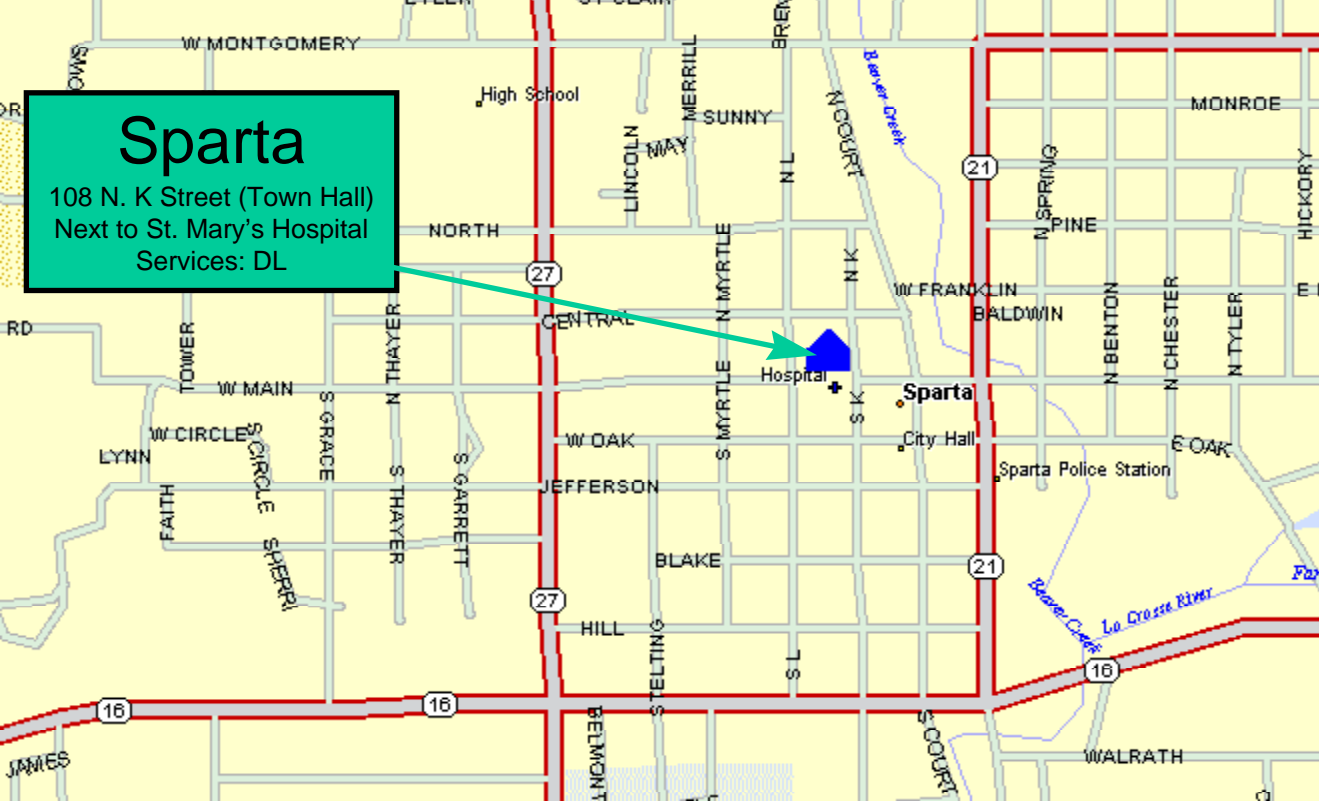 ST CLAIR
W MONTGOMERY
High School
MERRILL
SUNNY
MAY
LINCOLN
N L
N COURT
Beaver Creek
MONROE
21
N SPRING
HICKORY
PINE
Sparta
108 N. K Street (Town Hall)
Next to St. Mary's Hospital
Services: DL
NORTH
27
N MYRTLE
N K
W FRANKLIN
BALDWIN
N BENTON
N CHESTER
N TYLER
RD
TOWER
N THAYER
CENTRAL
W MAIN
Hospital
Sparta
S GRACE
S MYRTLE
S K
W CIRCLE
S CIRCLE
LYNN
W OAK
City Hall
E OAK
Sparta Police Station
FAITH
S THAYER
S GARRETT
JEFFERSON
SHERRI
BLAKE
21
27
HILL
STELTING
S L
Beaver Creek
La Crosse River
16
16
16
BELMONT
S COURT
JAMES
WALRATH